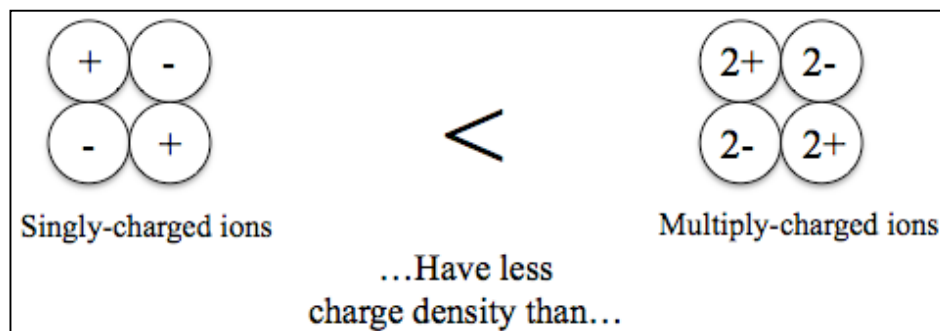 + -
- +
Singly-charged ions
<
2+ 2-
2- 2+
Multiply-charged ions
…Have less
charge density than…